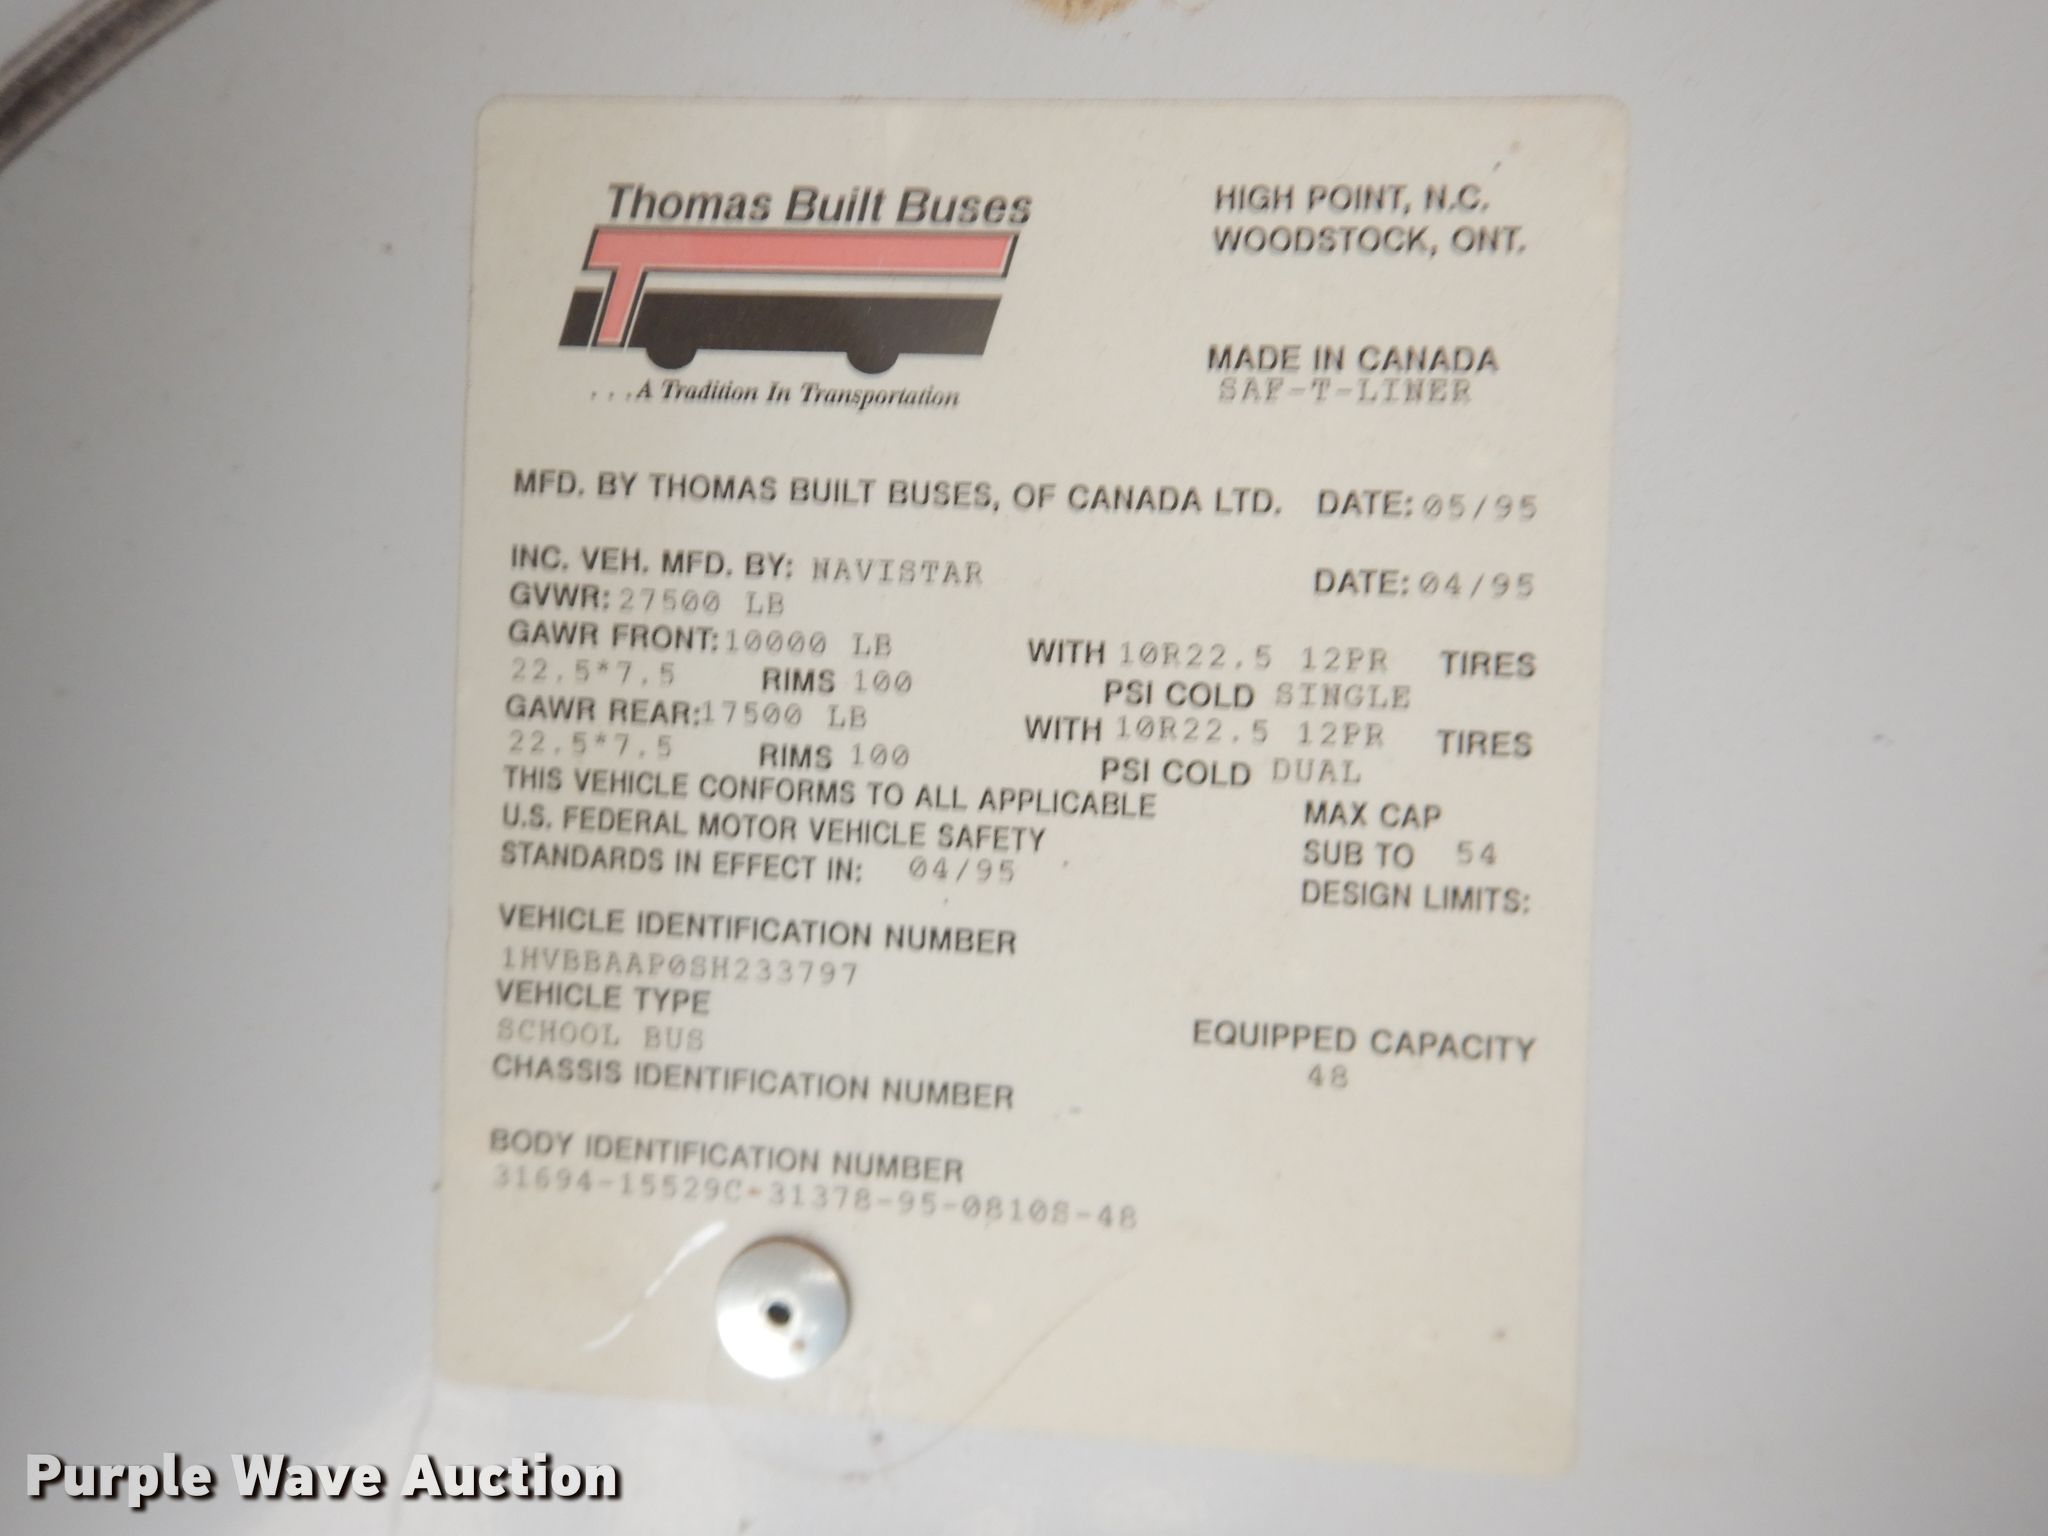 Thomas Built Buses
HIGH POINT, N.C.
WOODSTOCK, ONT.
T
...A Tradition In Transportation
MADE IN CANADA
SAF-T-LINER
MFD. BY THOMAS BUILT BUSES, OF CANADA LTD. DATE: 05/95
INC. VEH. MFD. BY: NAVISTAR DATE: 04/95
GVWR: 27500 LB
GAWR FRONT: 10000 LB WITH 10R22.5 12PR TIRES
22.5*7.5 RIMS 100 PSI COLD SINGLE
GAWR REAR: 17500 LB WITH 10R22.5 12PR TIRES
22.5*7.5 RIMS 100 PSI COLD DUAL
THIS VEHICLE CONFORMS TO ALL APPLICABLE
U.S. FEDERAL MOTOR VEHICLE SAFETY
STANDARDS IN EFFECT IN: 04/95
MAX CAP
SUB TO 54
DESIGN LIMITS:
VEHICLE IDENTIFICATION NUMBER
1HVBBAAP0SH233797
VEHICLE TYPE
SCHOOL BUS
EQUIPPED CAPACITY
48
CHASSIS IDENTIFICATION NUMBER
BODY IDENTIFICATION NUMBER
31694-15529C-31378-95-0810S-48
Purple Wave Auction